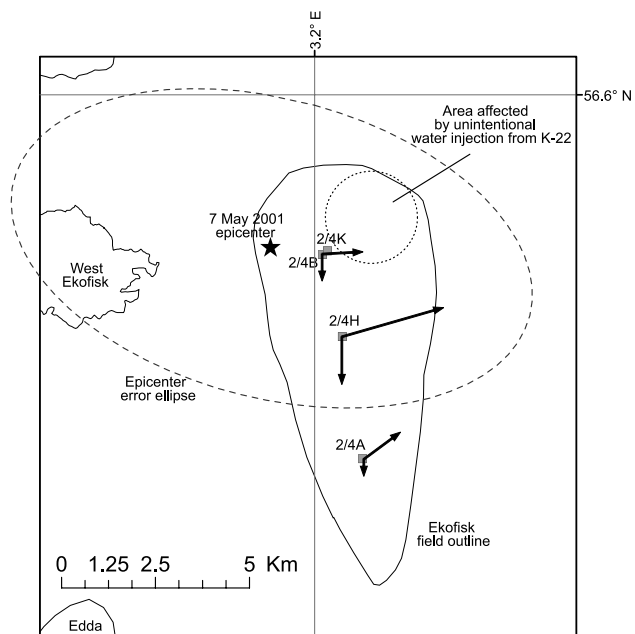 3.2° E
56.6° N
Area affected
by unintentional
water injection from K-22
7 May 2001
epicenter
2/4K
2/4B
West
Ekofisk
2/4H
Epicenter
error ellipse
2/4A
Ekofisk
field outline
0 1.25 2.5 5 Km
Edda